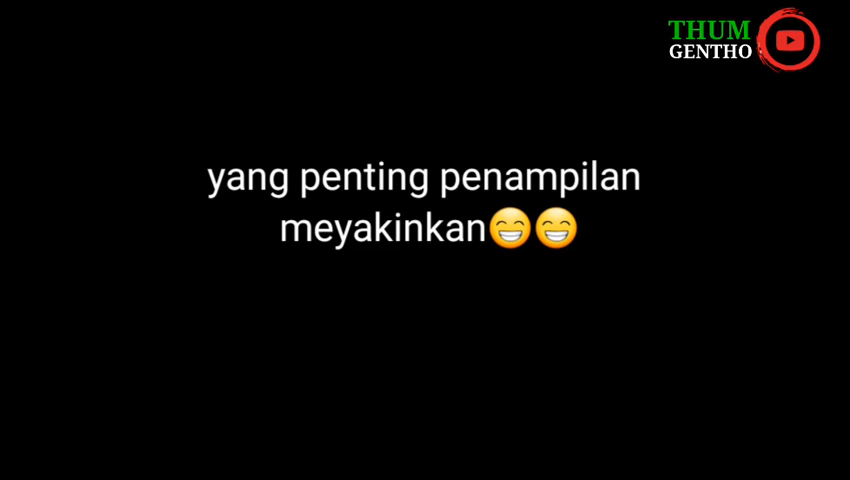 THUM
GENTHO
yang penting penampilan
meyakinkan😁😁